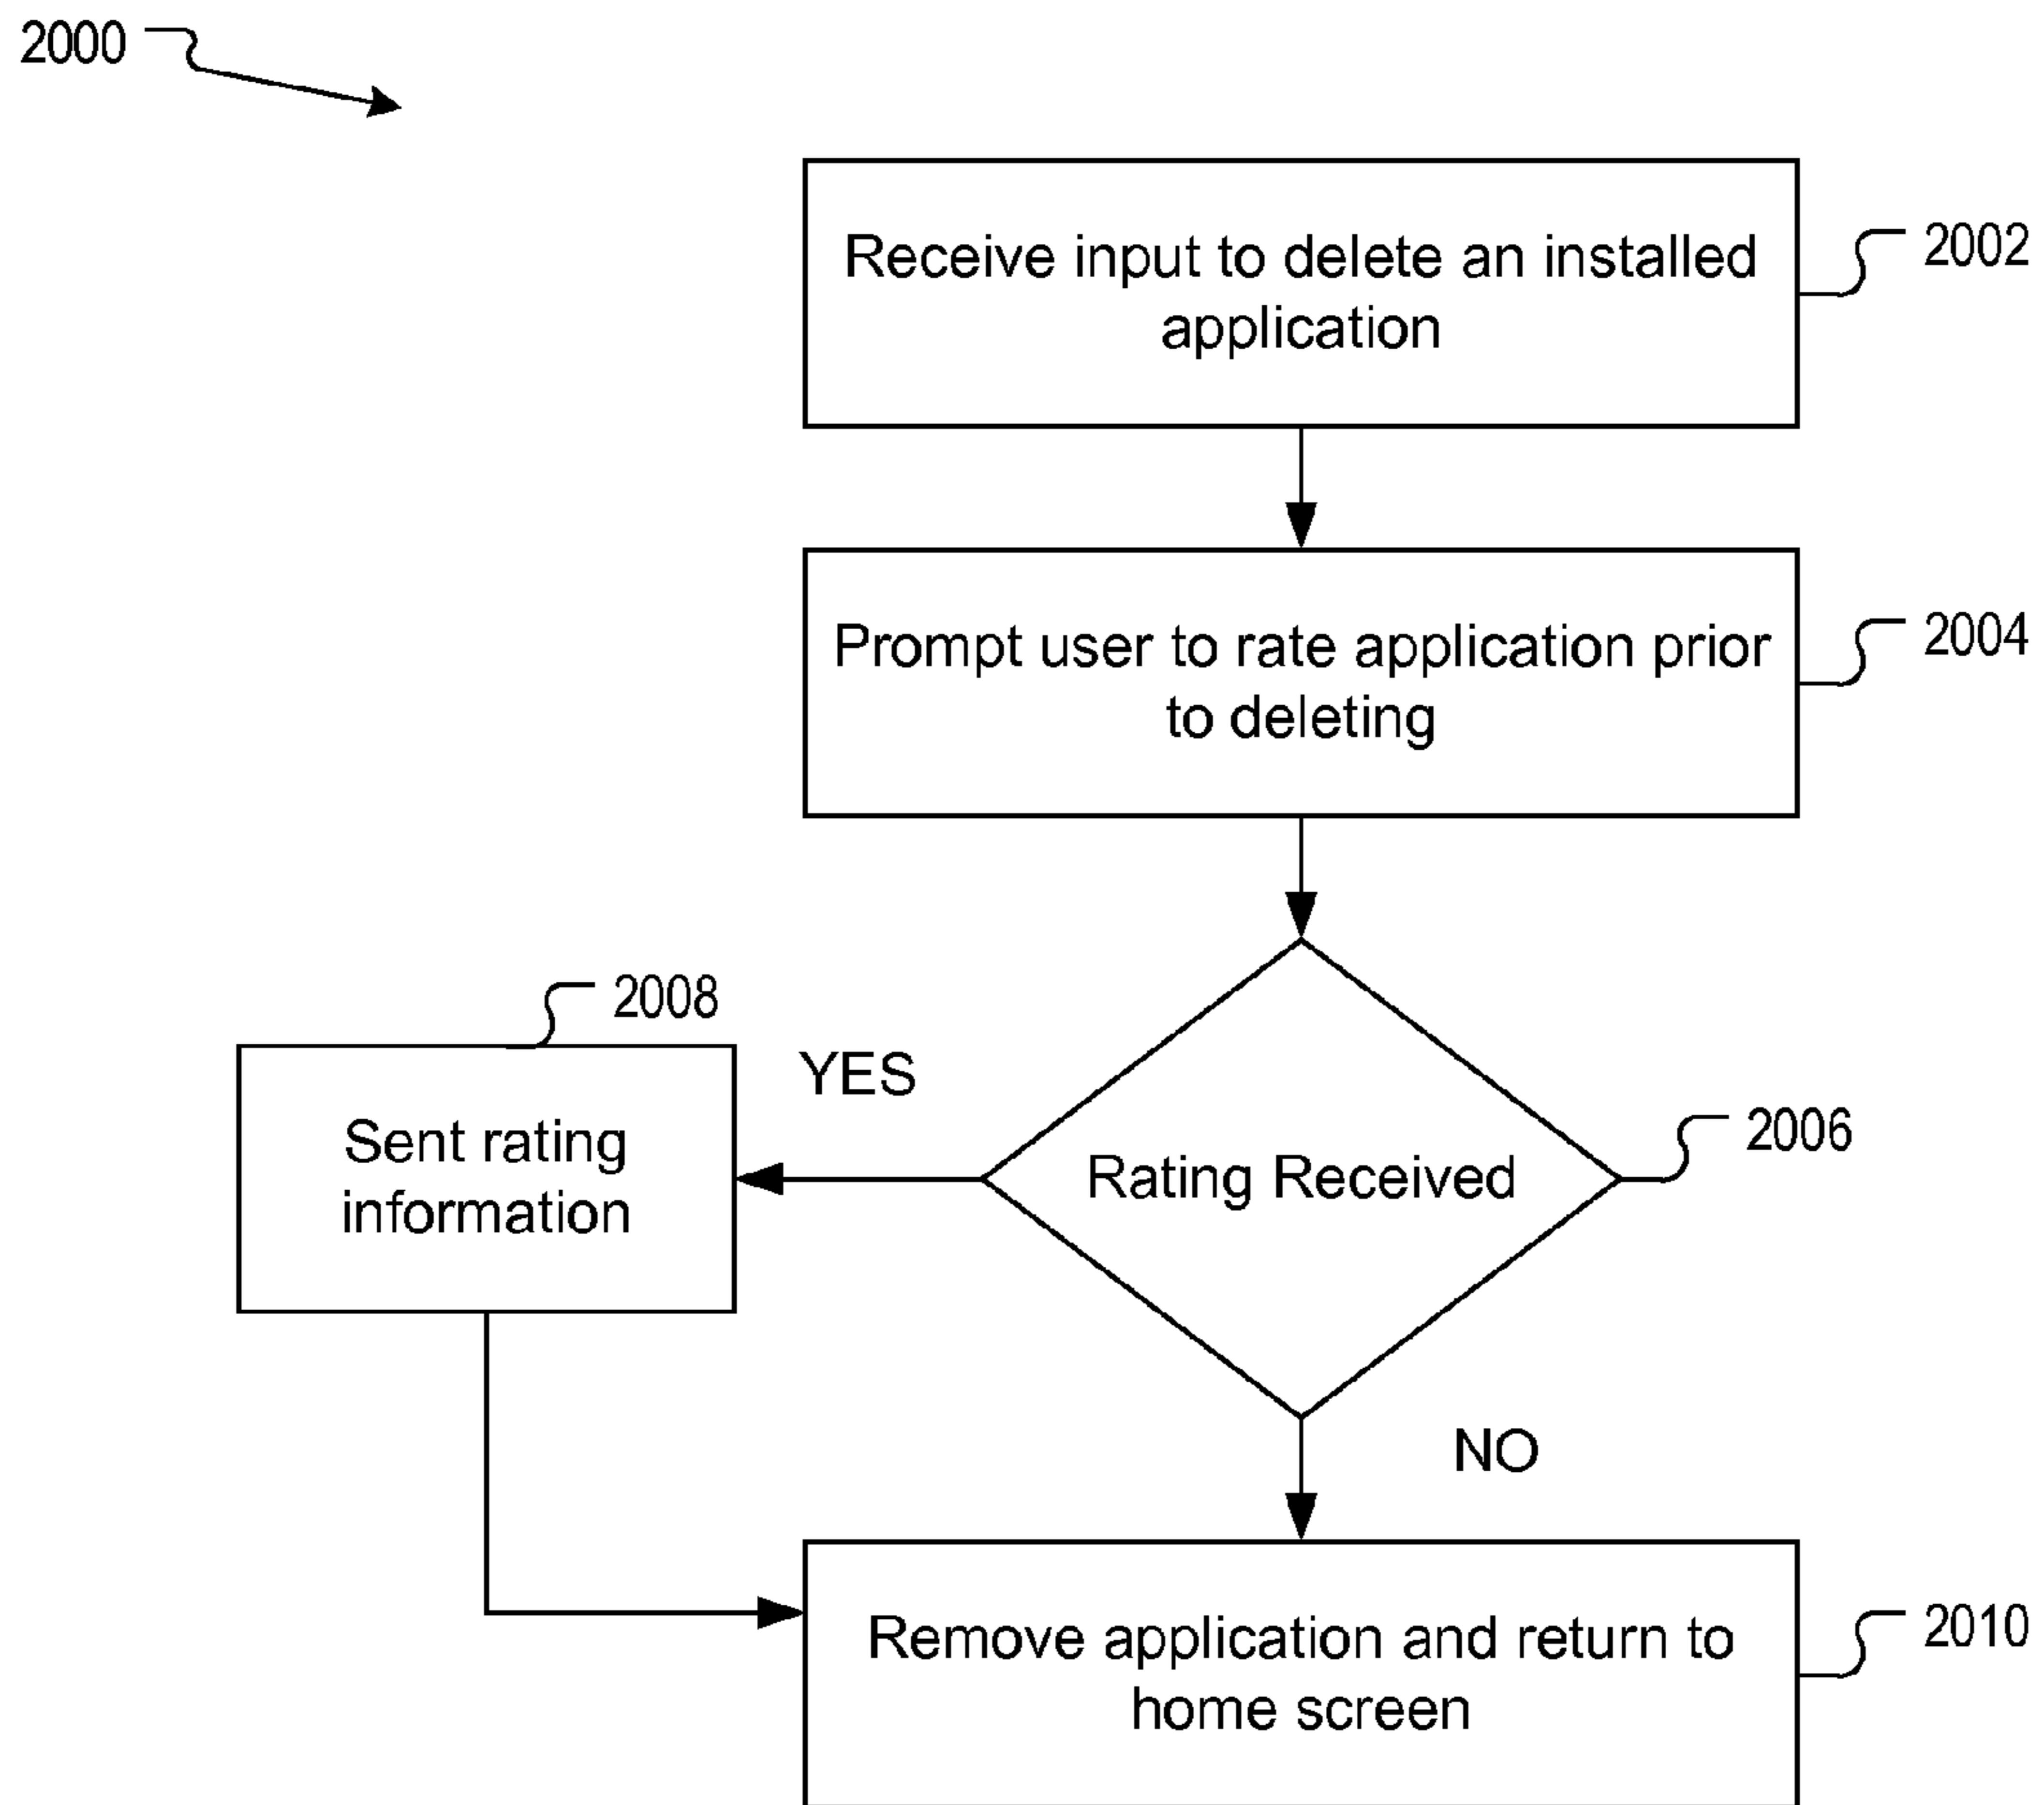 2000
Receive input to delete an installed
application
2002
Prompt user to rate application prior
to deleting
2004
2008
YES
Sent rating
information
Rating Received
2006
NO
Remove application and return to
home screen
2010